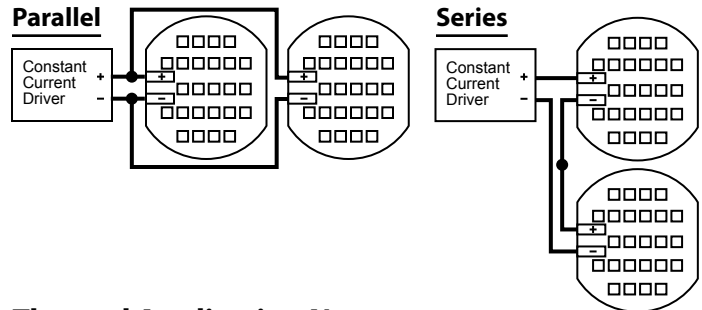 Parallel
Constant
Current
Driver
+
−
+
−
+
−
Series
Constant
Current
Driver
+
−
+
−
+
−